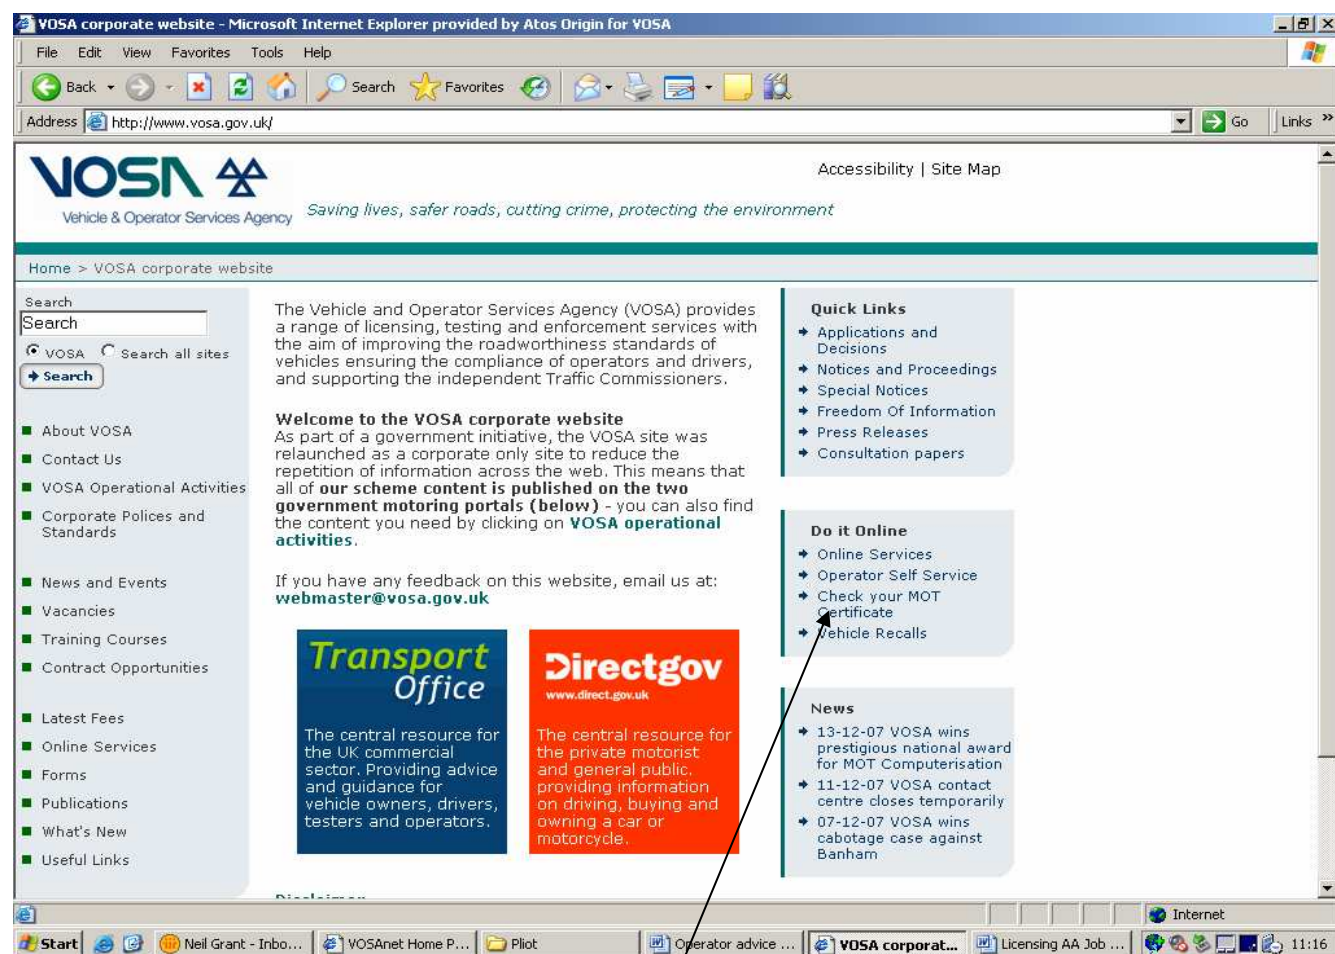 VOSA corporate website - Microsoft Internet Explorer provided by Atos Origin for VOSA
File Edit View Favorites Tools Help
Back Search Favorites
Address http://www.vosa.gov.uk/ Go Links »
VOSA
Vehicle & Operator Services Agency
Saving lives, safer roads, cutting crime, protecting the environment
Accessibility | Site Map
Home > VOSA corporate website
Search
Search
VOSA Search all sites
Search
About VOSA
Contact Us
VOSA Operational Activities
Corporate Polices and
Standards
News and Events
Vacancies
Training Courses
Contract Opportunities
Latest Fees
Online Services
Forms
Publications
What's New
Useful Links
The Vehicle and Operator Services Agency (VOSA) provides
a range of licensing, testing and enforcement services with
the aim of improving the roadworthiness standards of
vehicles ensuring the compliance of operators and drivers,
and supporting the independent Traffic Commissioners.
Welcome to the VOSA corporate website
As part of a government initiative, the VOSA site was
relaunched as a corporate only site to reduce the
repetition of information across the web. This means that
all of our scheme content is published on the two
government motoring portals (below) - you can also find
the content you need by clicking on VOSA operational
activities.
If you have any feedback on this website, email us at:
webmaster@vosa.gov.uk
Transport
Office
The central resource for
the UK commercial
sector. Providing advice
and guidance for
vehicle owners, drivers,
testers and operators.
Directgov
www.direct.gov.uk
The central resource for
the private motorist
and general public.
providing information
on driving, buying and
owning a car or
motorcycle.
Quick Links
Applications and
Decisions
Notices and Proceedings
Special Notices
Freedom Of Information
Press Releases
Consultation papers
Do it Online
Online Services
Operator Self Service
Check your MOT
Certificate
Vehicle Recalls
News
13-12-07 VOSA wins
prestigious national award
for MOT Computerisation
11-12-07 VOSA contact
centre closes temporarily
07-12-07 VOSA wins
cabotage case against
Banham
Internet
Start Neil Grant - Inbo... VOSAnet Home P... Pliot Operator advice ... VOSA corporat... Licensing AA Job ... 11:16